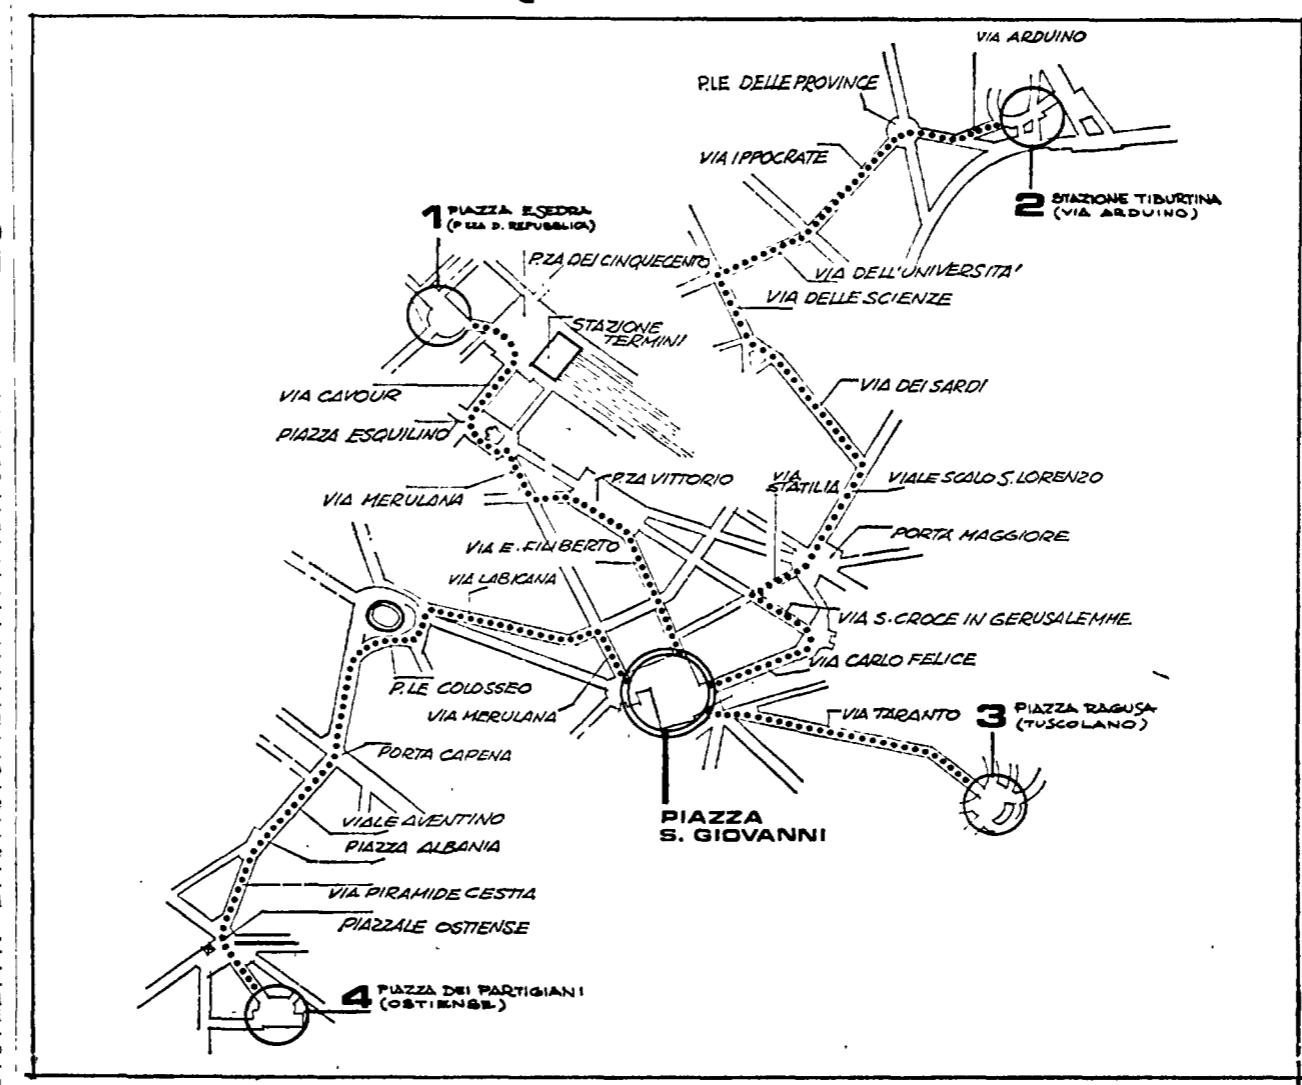 VIA ARDUINO
P.LE DELLE PROVINCE
VIA IPPOCRATE
2 STAZIONE TIBURTINA
(VIA ARDUINO)
1 PIAZZA ESEDRA
(P.ZZA D. REPUBBLICA)
P.ZA DEI CINQUECENTO
VIA DELL'UNIVERSITA'
VIA DELLE SCIENZE
STAZIONE
TERMINI
VIA CAVOUR
VIA DEI SARDI
PIAZZA ESQUILINO
VIA MERULANA
P.ZA VITTORIO
VIA
STATILIA
VIALE SCALO S. LORENZO
PORTA MAGGIORE
VIA E. FILIBERTO
VIA LABICANA
VIA S. CROCE IN GERUSALEMME
VIA CARLO FELICE
P.LE COLOSSEO
VIA MERULANA
VIA TARANTO
3 PIAZZA RAGUSA
(TUSCOLANO)
PORTA CAPENA
PIAZZA
S. GIOVANNI
VIALE AVENTINO
PIAZZA ALBANIA
VIA PIRAMIDE CESTIA
PIAZZALE OSTIENSE
4 PIAZZA DEI PARTIGIANI
(OSTIENSE)